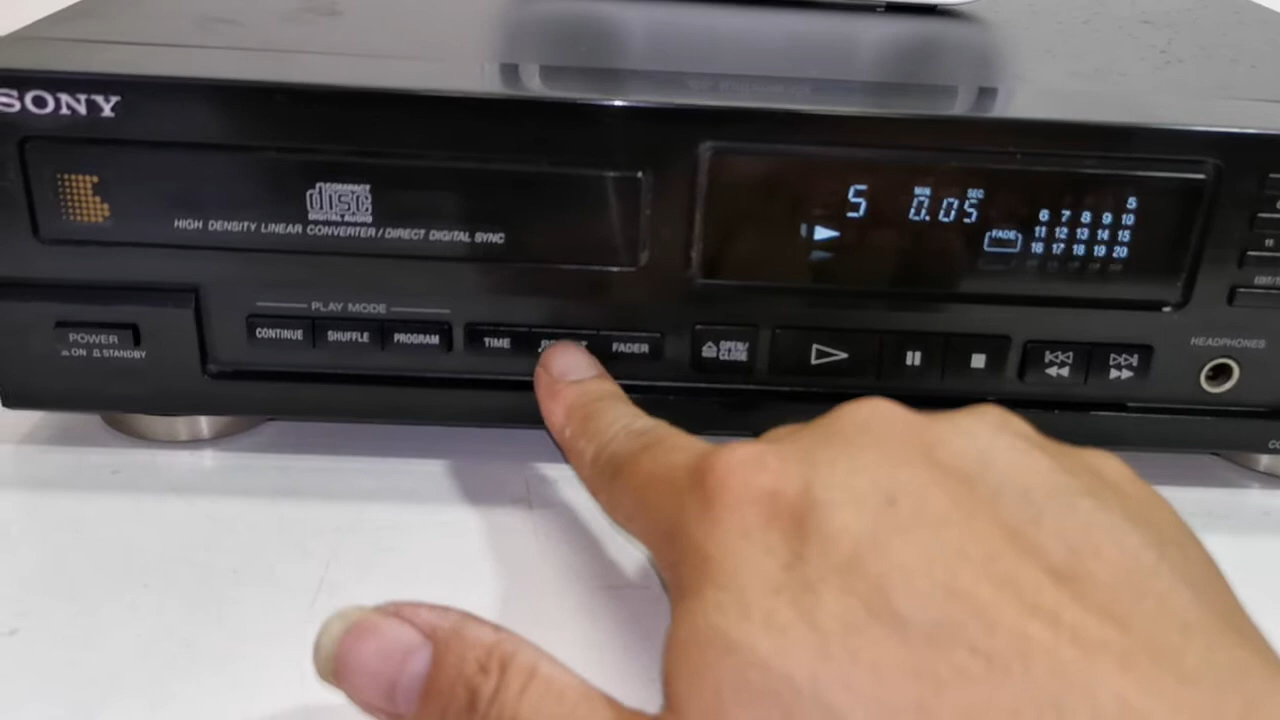 SONY
COMPACT
disc
DIGITAL AUDIO
HIGH DENSITY LINEAR CONVERTER / DIRECT DIGITAL SYNC
5
MIN
SEC
0.05
5
6 7 8 9 10
FADE
11 12 13 14 15
16 17 18 19 20
PLAY MODE
CONTINUE
SHUFFLE
PROGRAM
TIME
FADER
OPEN/
CLOSE
POWER
ON
STANDBY
HEADPHONES